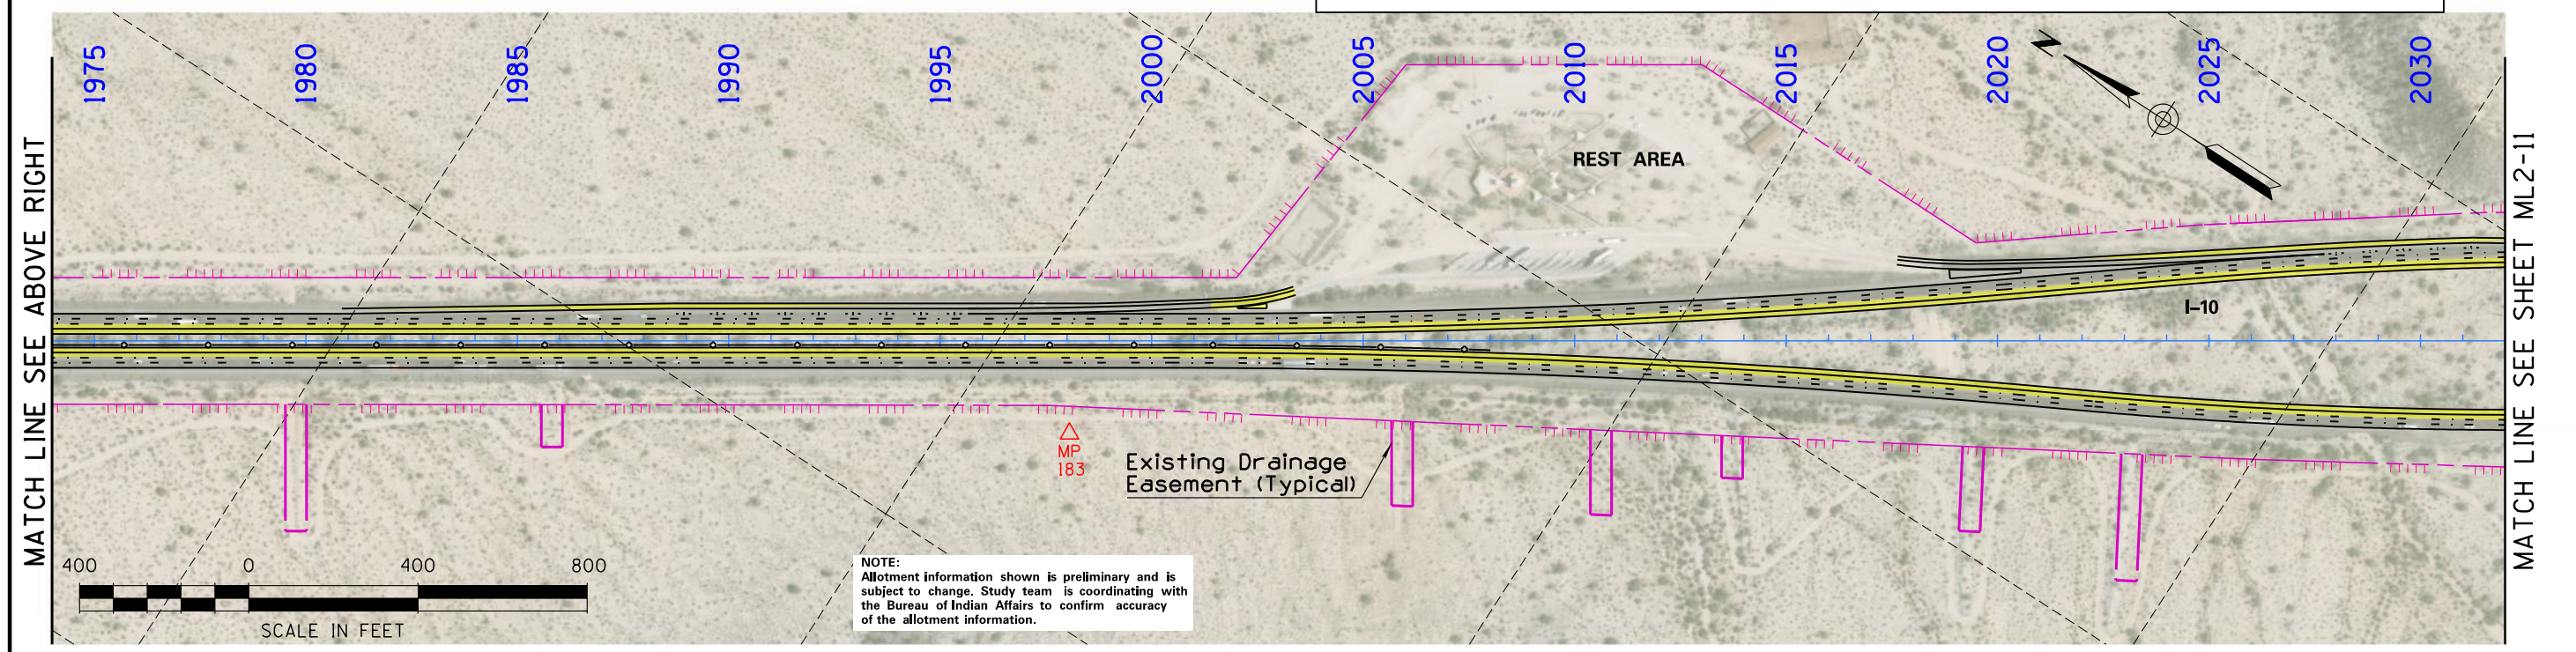 1975
1980
1985
1990
1995
2000
2005
2010
2015
2020
2025
2030
N
MATCH LINE SEE ABOVE RIGHT
REST AREA
I-10
MATCH LINE SEE SHEET ML2-11
MP
183
Existing Drainage
Easement (Typical)
400 0 400 800
SCALE IN FEET
NOTE:
Allotment information shown is preliminary and is
subject to change. Study team is coordinating with
the Bureau of Indian Affairs to confirm accuracy
of the allotment information.